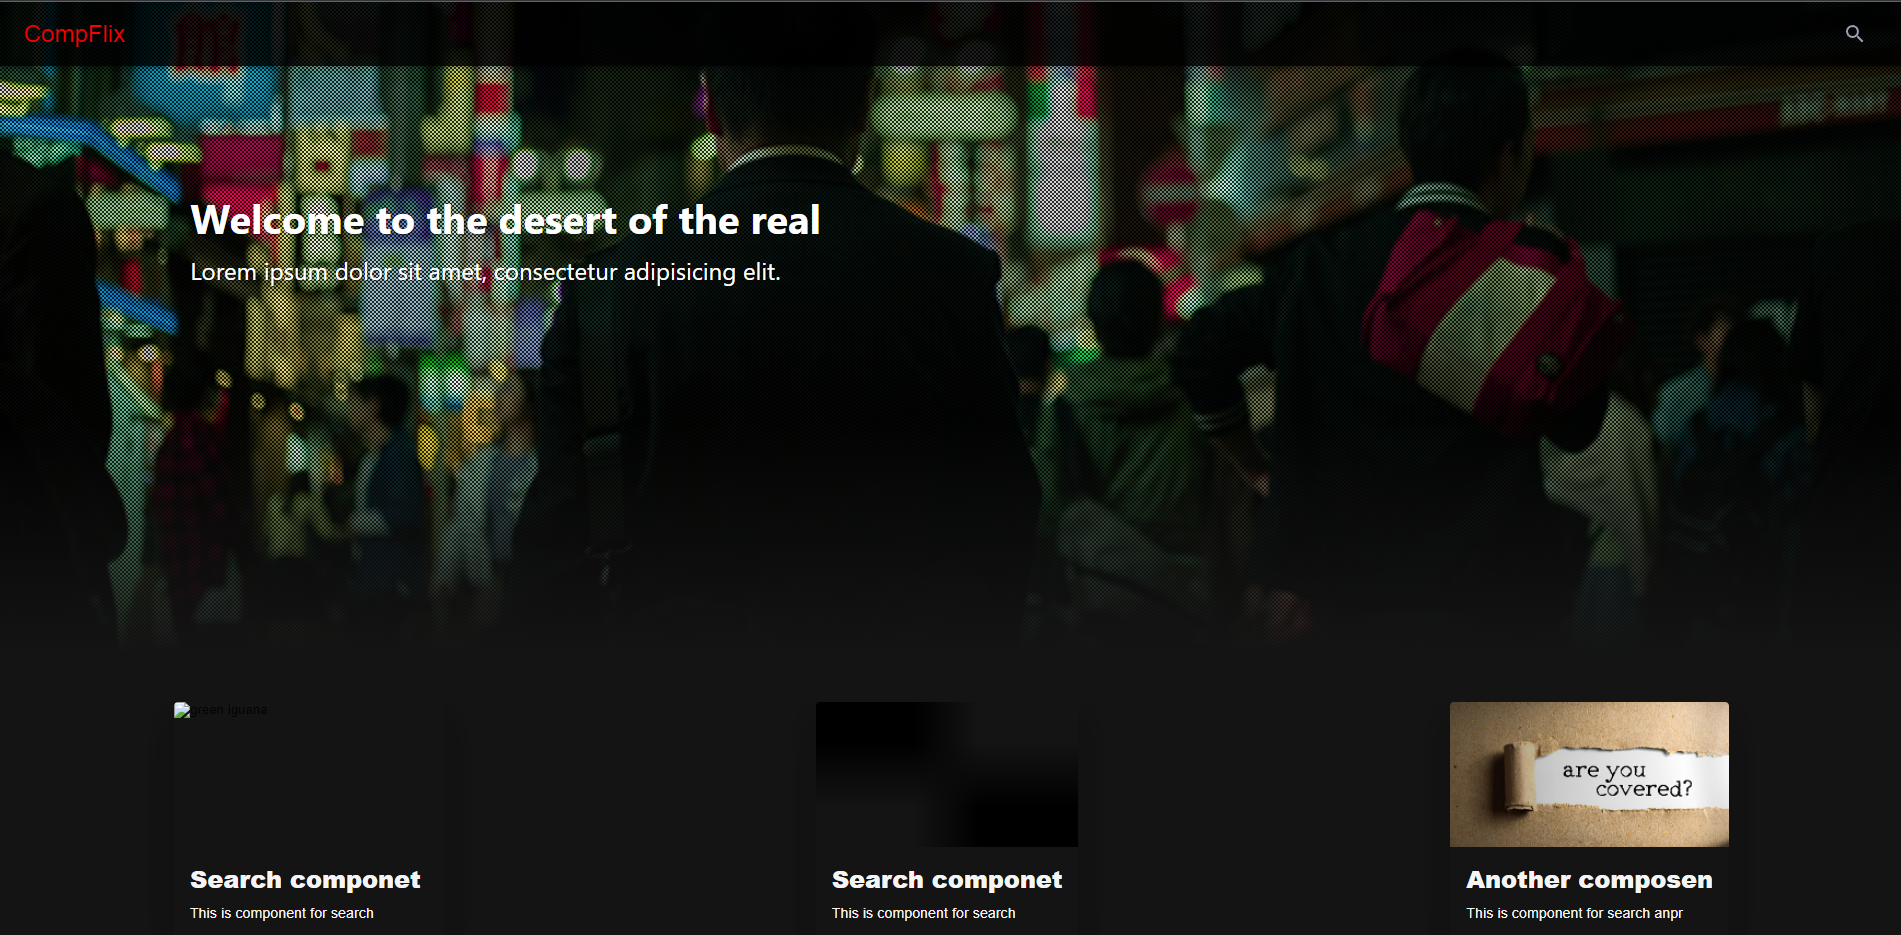 CompFlix
Welcome to the desert of the real
Lorem ipsum dolor sit amet, consectetur adipisicing elit.
green iguana
are you
covered?
Search componet
This is component for search
Search componet
This is component for search
Another composen
This is component for search anpr